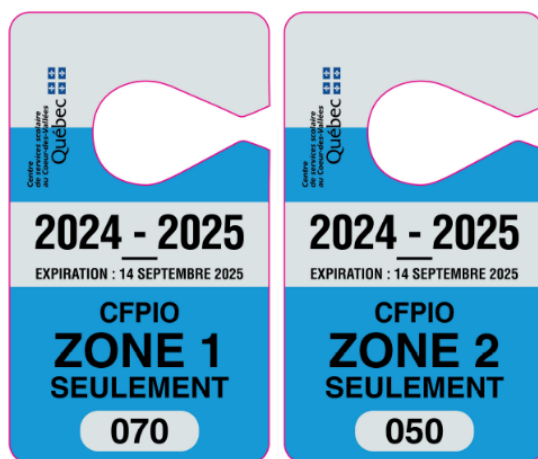 Centre
de services scolaire
au Coeur-des-Vallées
Québec
2024 - 2025
EXPIRATION : 14 SEPTEMBRE 2025
CFPIO
ZONE 1
SEULEMENT
070
Centre
de services scolaire
au Coeur-des-Vallées
Québec
2024 - 2025
EXPIRATION : 14 SEPTEMBRE 2025
CFPIO
ZONE 2
SEULEMENT
050